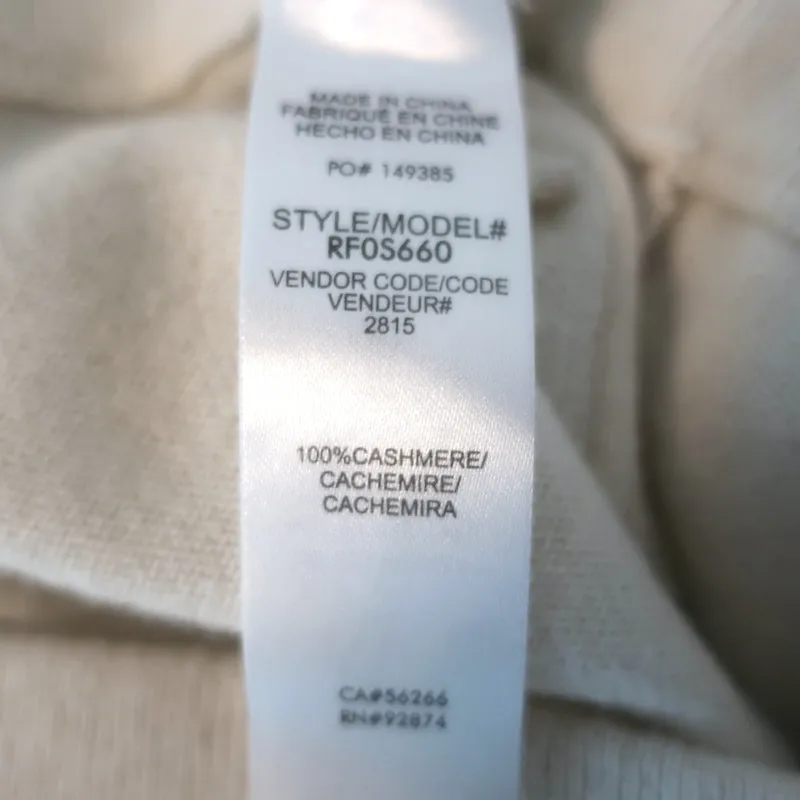 MADE IN CHINA
FABRIQUÉ EN CHINE
HECHO EN CHINA
PO# 149385
STYLE/MODEL#
RF0S660
VENDOR CODE/CODE
VENDEUR#
2815
100%CASHMERE/
CACHEMIRE/
CACHEMIRA
CA#56266
RN#92874